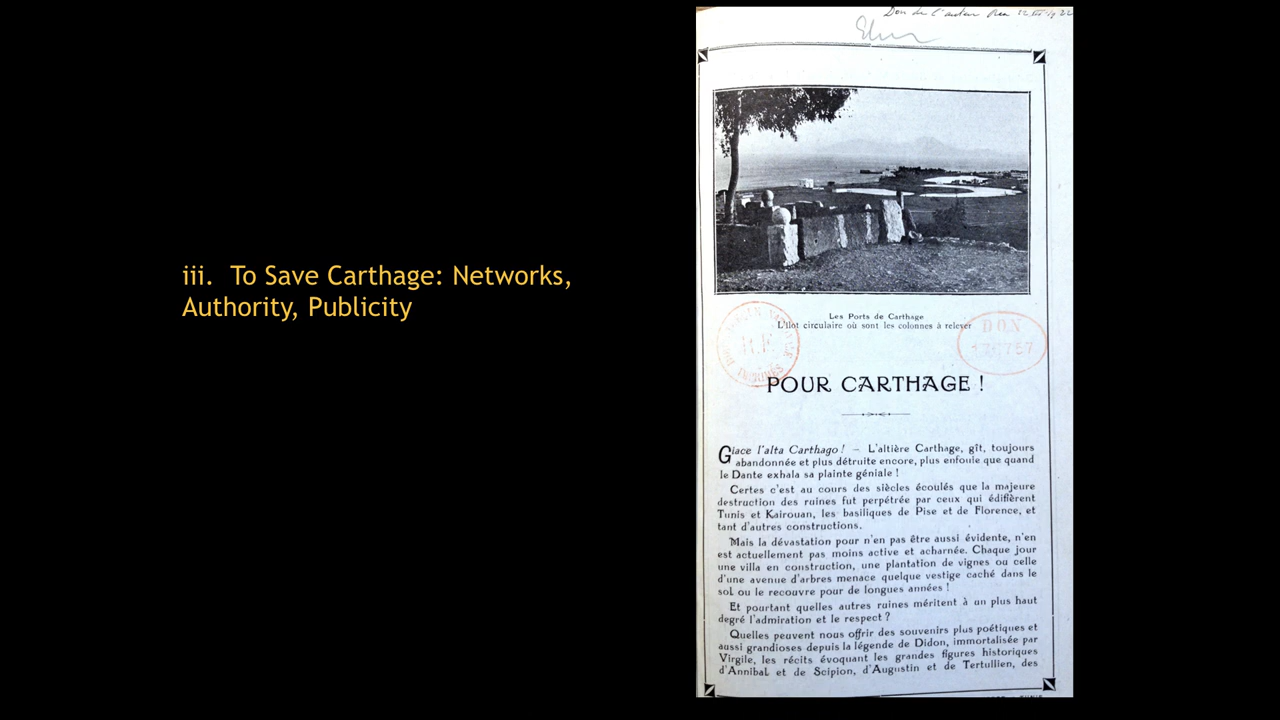 iii. To Save Carthage: Networks,
Authority, Publicity
Don de l'auteur
Les Ports de Carthage
L'îlot circulaire où sont les colonnes à relever
DON
176757
POUR CARTHAGE !
Giace l'alta Carthago ! — L'altière Carthage, gît, toujours
abandonnée et plus détruite encore, plus enfouie que quand
le Dante exhala sa plainte géniale !
Certes c'est au cours des siècles écoulés que la majeure
destruction des ruines fut perpétrée par ceux qui édifièrent
Tunis et Kairouan, les basiliques de Pise et de Florence, et
tant d'autres constructions.
Mais la dévastation pour n'en pas être aussi évidente, n'en
est actuellement pas moins active et acharnée. Chaque jour
une villa en construction, une plantation de vignes ou celle
d'une avenue d'arbres menace quelque vestige caché dans le
sol ou le recouvre pour de longues années !
Et pourtant quelles autres ruines méritent à un plus haut
degré l'admiration et le respect ?
Quelles peuvent nous offrir des souvenirs plus poétiques et
aussi grandioses depuis la légende de Didon, immortalisée par
Virgile, les récits évoquant les grandes figures historiques
d'Annibal et de Scipion, d'Augustin et de Tertullien, des